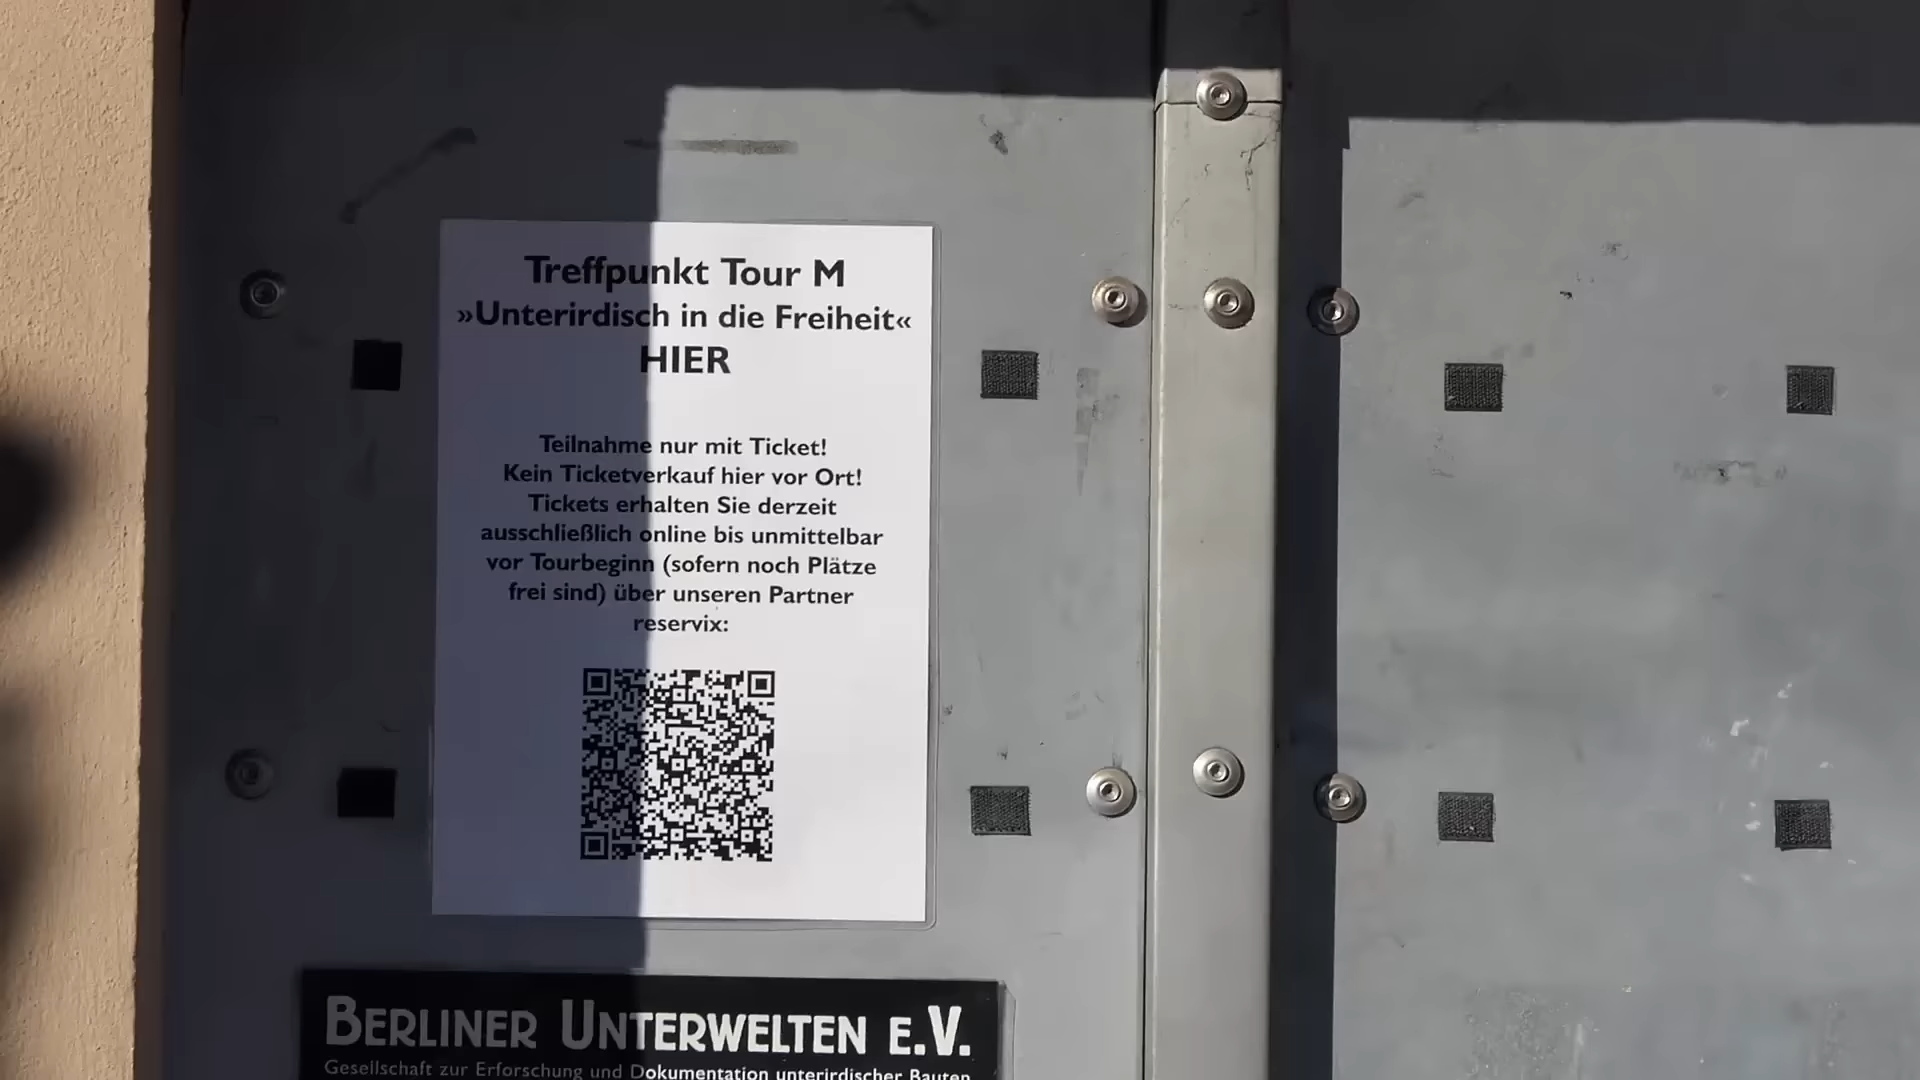 Treffpunkt Tour M
»Unterirdisch in die Freiheit«
HIER
Teilnahme nur mit Ticket!
Kein Ticketverkauf hier vor Ort!
Tickets erhalten Sie derzeit
ausschließlich online bis unmittelbar
vor Tourbeginn (sofern noch Plätze
frei sind) über unseren Partner
reservix:
BERLINER UNTERWELTEN E.V.
Gesellschaft zur Erforschung und Dokumentation unterirdischer Bauten